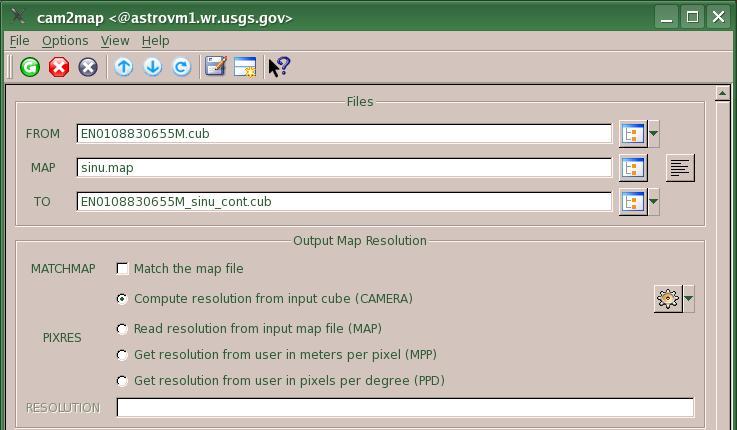 cam2map <@astrovm1.wr.usgs.gov>
File Options View Help
Files
FROM EN0108830655M.cub
MAP sinu.map
TO EN0108830655M_sinu_cont.cub
Output Map Resolution
MATCHMAP Match the map file
Compute resolution from input cube (CAMERA)
PIXRES
Read resolution from input map file (MAP)
Get resolution from user in meters per pixel (MPP)
Get resolution from user in pixels per degree (PPD)
RESOLUTION